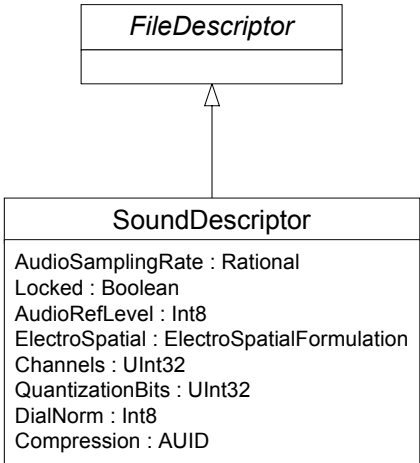 FileDescriptor
SoundDescriptor
AudioSamplingRate : Rational
Locked : Boolean
AudioRefLevel : Int8
ElectroSpatial : ElectroSpatialFormulation
Channels : UInt32
QuantizationBits : UInt32
DialNorm : Int8
Compression : AUID